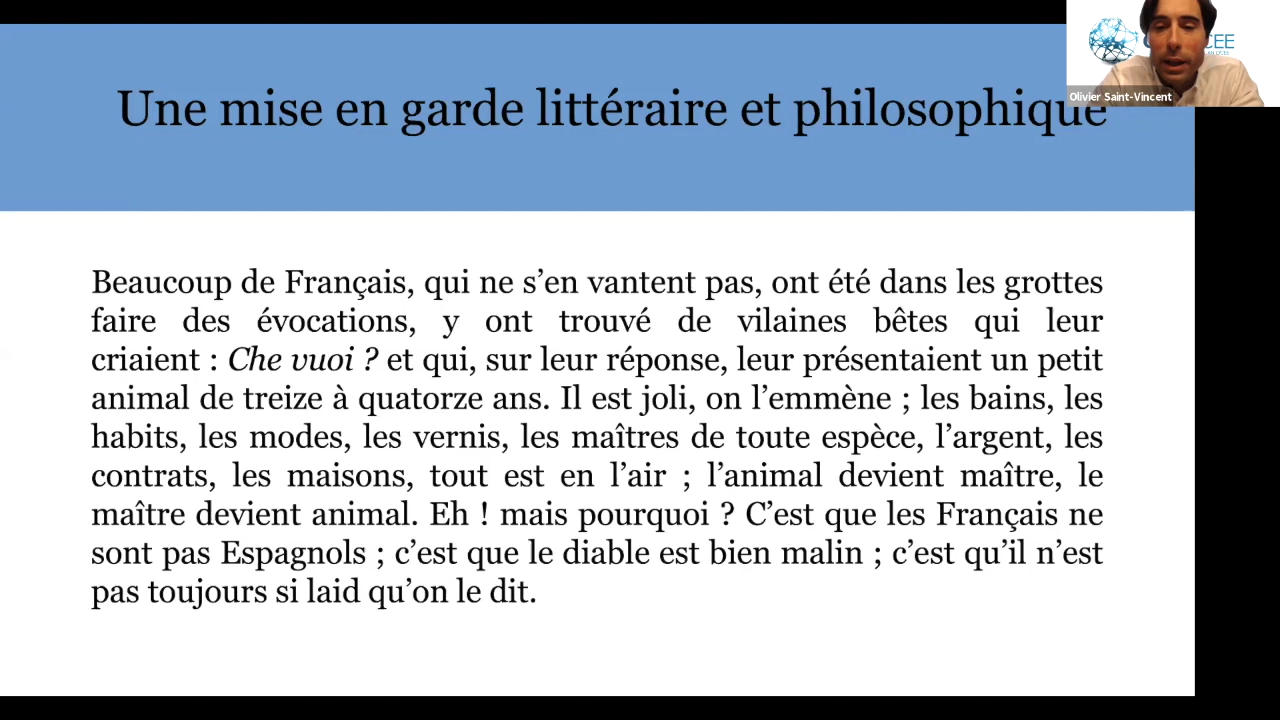 Une mise en garde littéraire et philosophique
CEE
Olivier Saint-Vincent
Beaucoup de Français, qui ne s’en vantent pas, ont été dans les grottes
faire des évocations, y ont trouvé de vilaines bêtes qui leur
criaient : Che vuoi ? et qui, sur leur réponse, leur présentaient un petit
animal de treize à quatorze ans. Il est joli, on l’emmène ; les bains, les
habits, les modes, les vernis, les maîtres de toute espèce, l’argent, les
contrats, les maisons, tout est en l’air ; l’animal devient maître, le
maître devient animal. Eh ! mais pourquoi ? C’est que les Français ne
sont pas Espagnols ; c’est que le diable est bien malin ; c’est qu’il n’est
pas toujours si laid qu’on le dit.